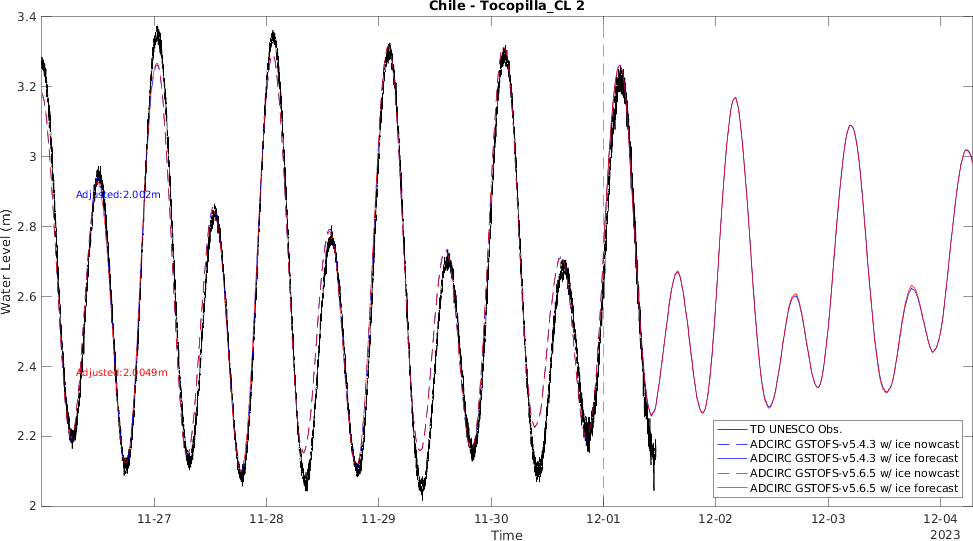 Chile - Tocopilla_CL 2
3.4
3.2
3
2.8
2.6
2.4
2.2
2
Water Level (m)
Adjusted:2.002m
Adjusted:2.0049m
TD UNESCO Obs.
ADCIRC GSTOFS-v5.4.3 w/ ice nowcast
ADCIRC GSTOFS-v5.4.3 w/ ice forecast
ADCIRC GSTOFS-v5.6.5 w/ ice nowcast
ADCIRC GSTOFS-v5.6.5 w/ ice forecast
11-27 11-28 11-29 11-30 12-01 12-02 12-03 12-04
Time
2023